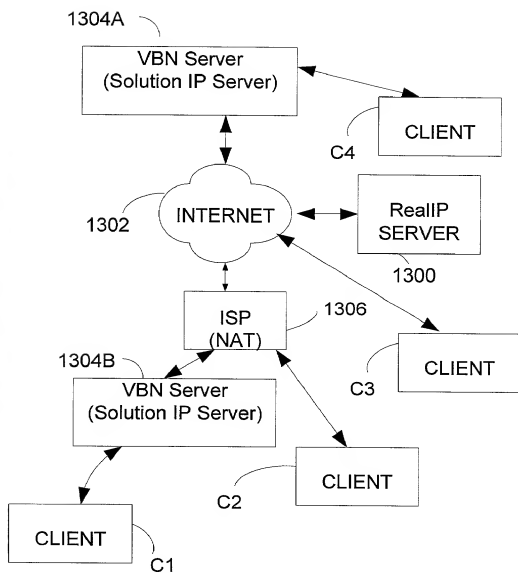 1304A
VBN Server
(Solution IP Server)
C4
CLIENT
1302
INTERNET
RealIP
SERVER
1300
ISP
(NAT)
1306
1304B
VBN Server
(Solution IP Server)
C3
CLIENT
C2
CLIENT
CLIENT
C1